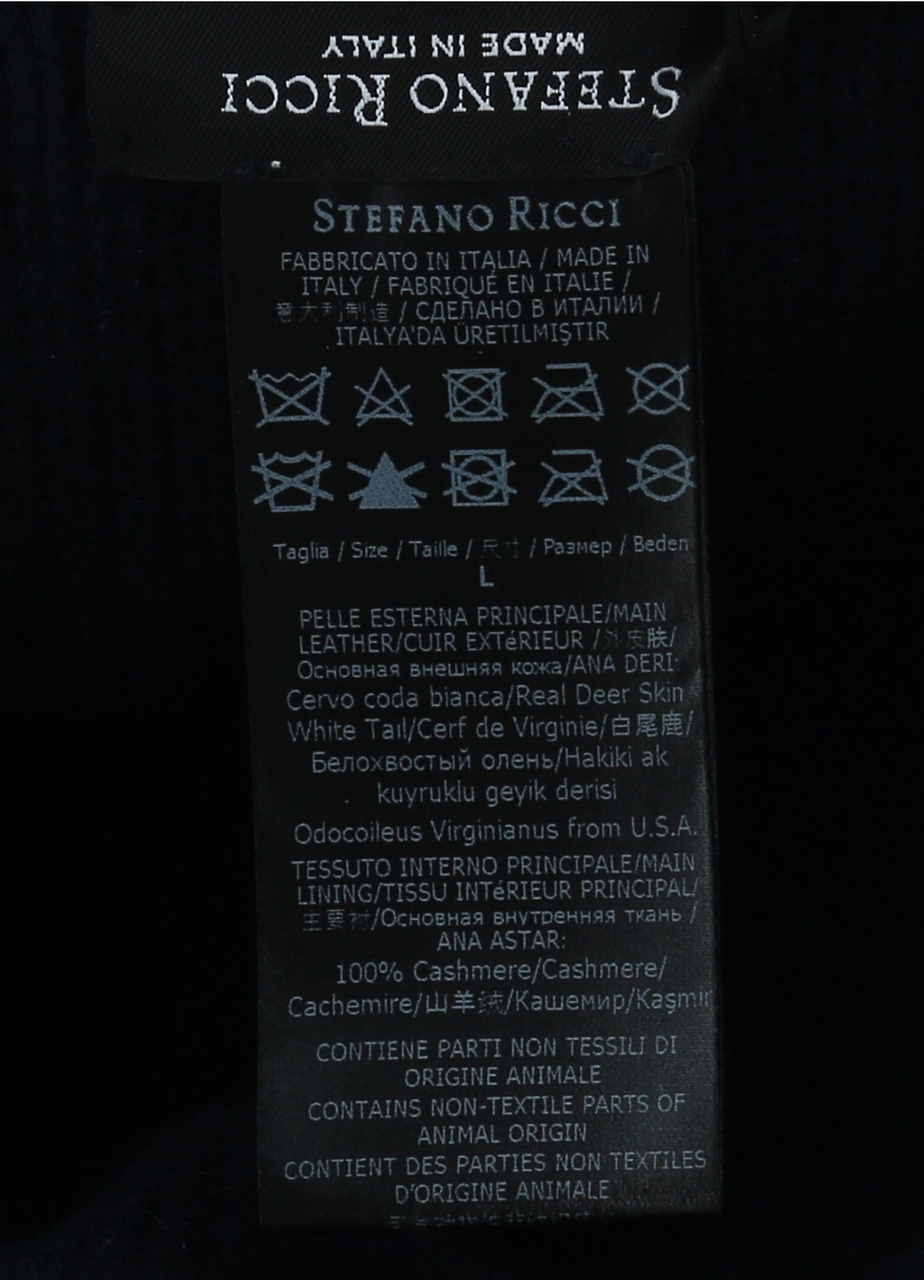 STEFANO RICCI
MADE IN ITALY
STEFANO RICCI
FABBRICATO IN ITALIA / MADE IN
ITALY / FABRIQUÉ EN ITALIE /
意大利制造 / СДЕЛАНО В ИТАЛИИ /
ITALYA'DA ÜRETILMIŞTIR
Taglia / Size / Taille / 尺寸 / Размер / Beden
L
PELLE ESTERNA PRINCIPALE/MAIN
LEATHER/CUIR EXTéRIEUR /外皮肤/
Основная внешняя кожа/ANA DERI:
Cervo coda bianca/Real Deer Skin
White Tail/Cerf de Virginie/白尾鹿/
Белохвостый олень/Hakiki ak
kuyruklu geyik derisi
Odocoileus Virginianus from U.S.A.
TESSUTO INTERNO PRINCIPALE/MAIN
LINING/TISSU INTéRIEUR PRINCIPAL/
主要衬/Основная внутренняя ткань /
ANA ASTAR:
100% Cashmere/Cashmere/
Cachemire/山羊绒/Кашемир/Kaşmir
CONTIENE PARTI NON TESSILI DI
ORIGINE ANIMALE
CONTAINS NON-TEXTILE PARTS OF
ANIMAL ORIGIN
CONTIENT DES PARTIES NON TEXTILES
D'ORIGINE ANIMALE